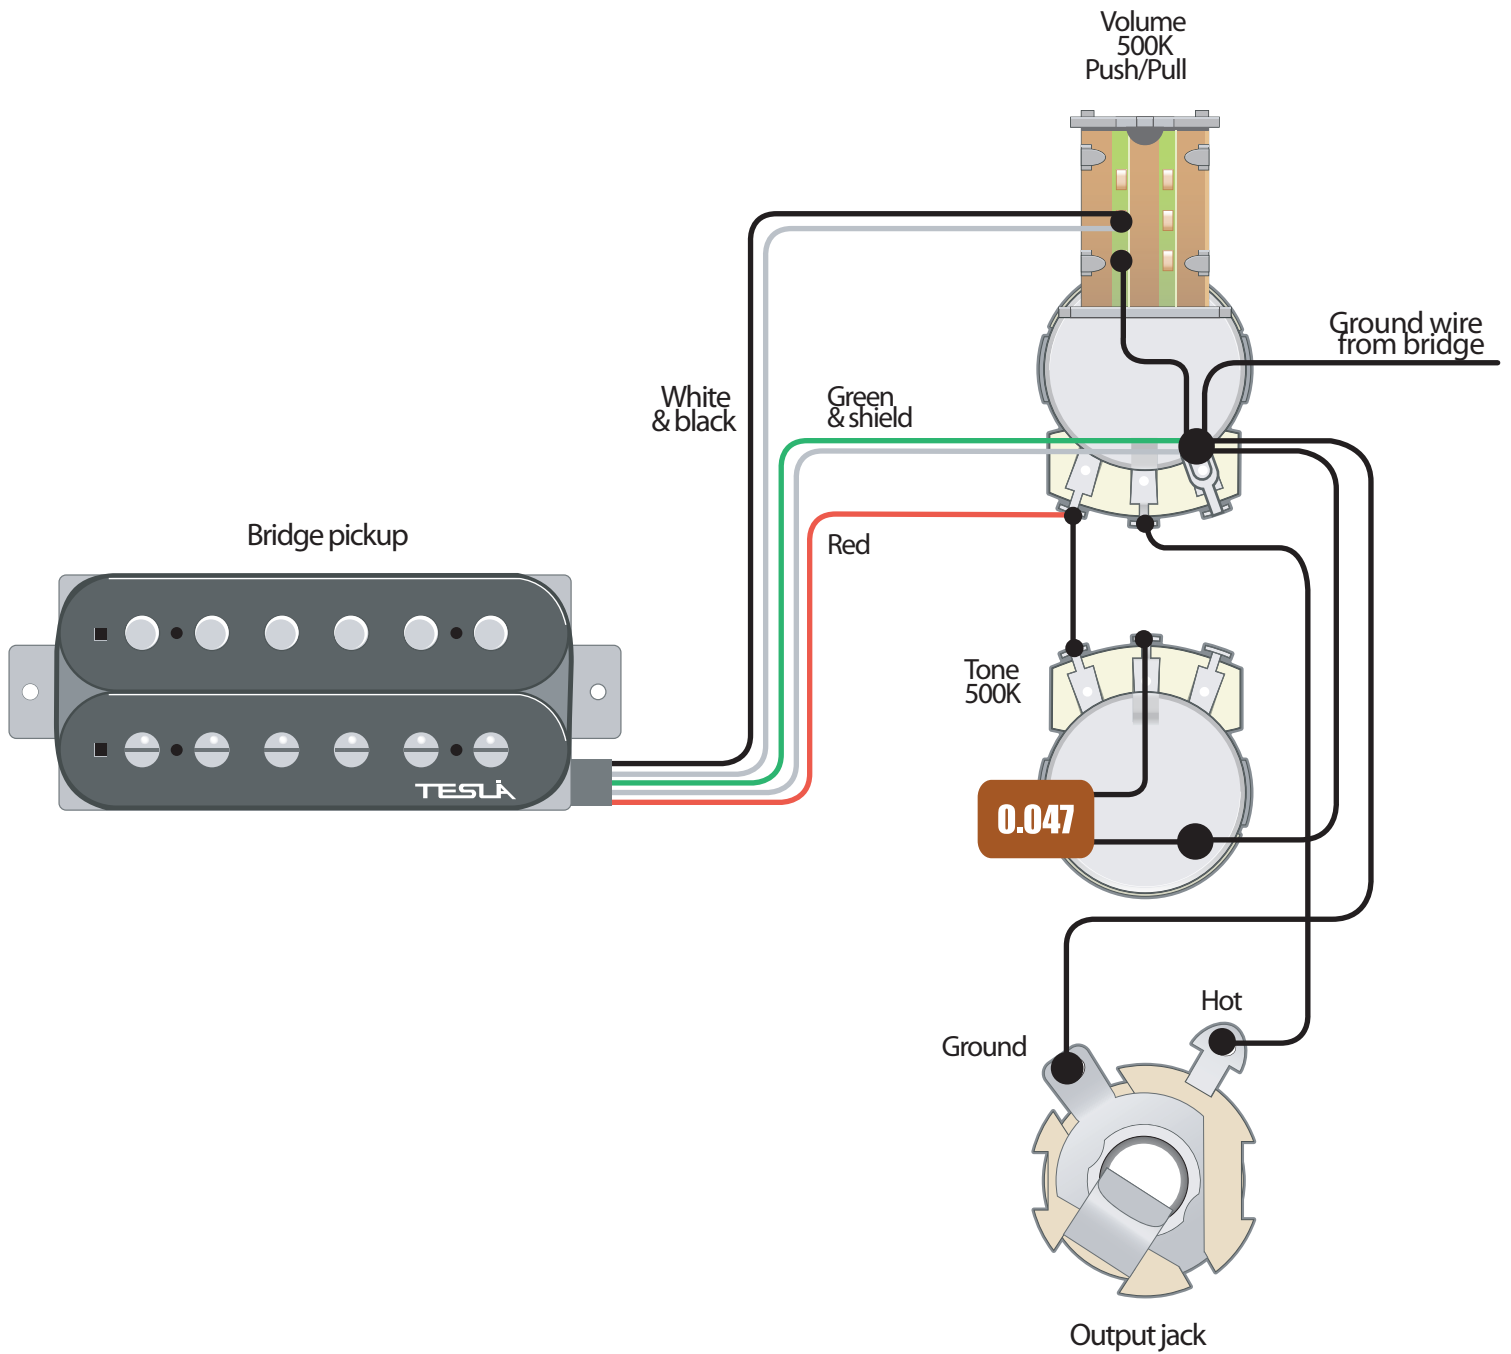 Volume
500K
Push/Pull
Ground wire
from bridge
White
& black
Green
& shield
Red
Bridge pickup
TESLA
Tone
500K
0.047
Hot
Ground
Output jack